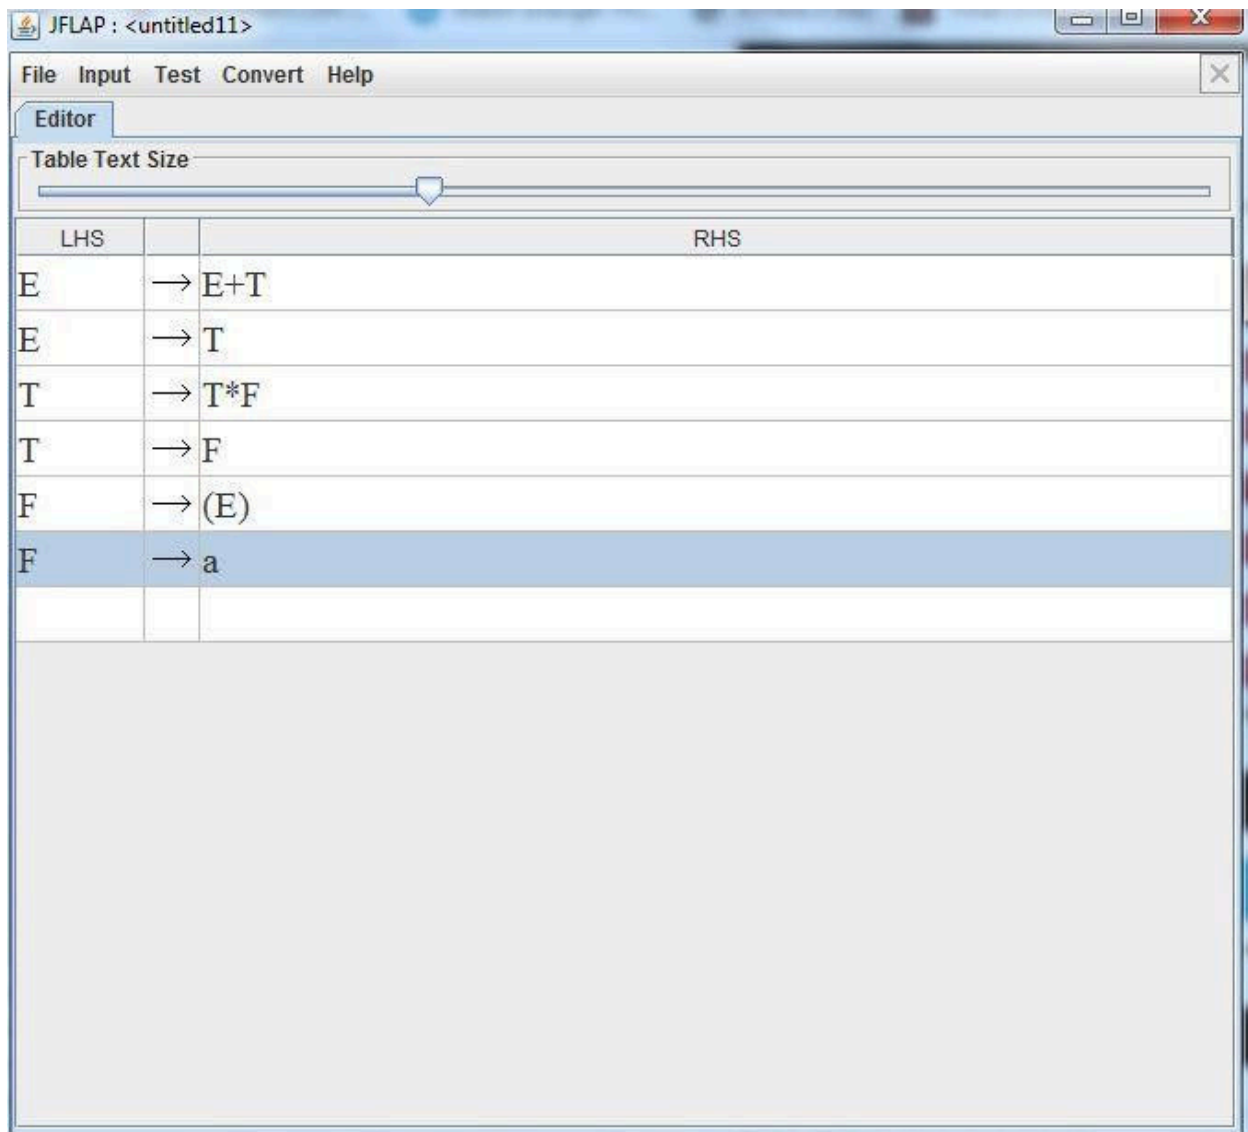 JFLAP : <untitled11>
File Input Test Convert Help
Editor
Table Text Size
LHS RHS
E → E+T
E → T
T → T*F
T → F
F → (E)
F → a